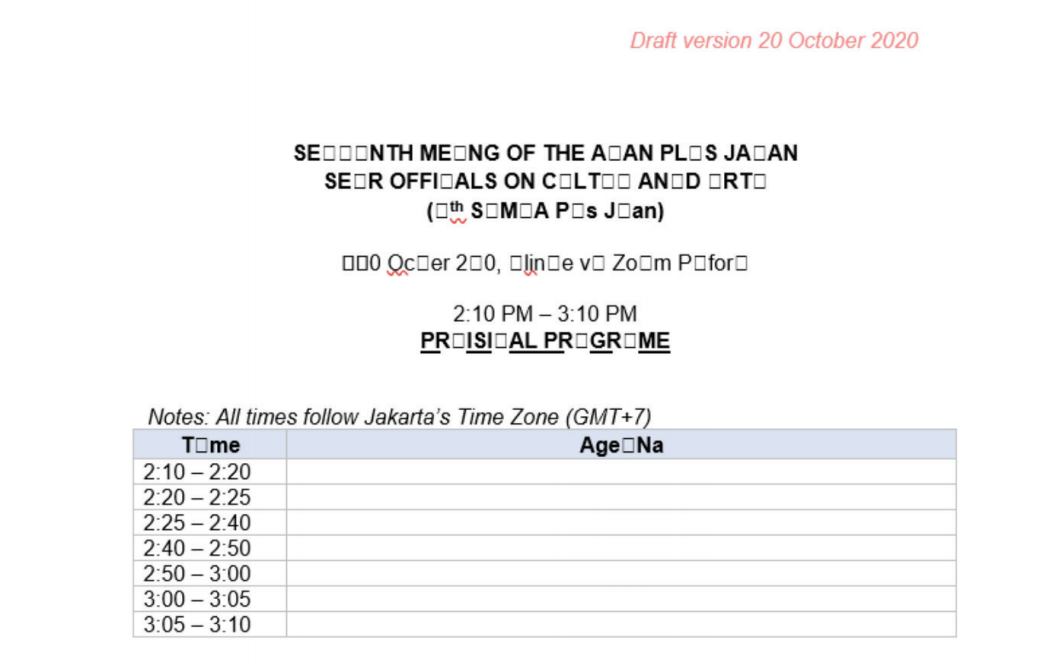 Draft version 20 October 2020
SE□□□NTH ME□NG OF THE A□AN PL□S JA□AN
SE□R OFFI□ALS ON C□LT□□ AN□D □RT□
(□th S□M□A P□s J□an)
□□0 Qc□er 2□0, □lin□e v□ Zo□m P□for□
2:10 PM – 3:10 PM
PR□ISI□AL PR□GR□ME
Notes: All times follow Jakarta’s Time Zone (GMT+7)
T□me Age□Na
2:10 – 2:20
2:20 – 2:25
2:25 – 2:40
2:40 – 2:50
2:50 – 3:00
3:00 – 3:05
3:05 – 3:10